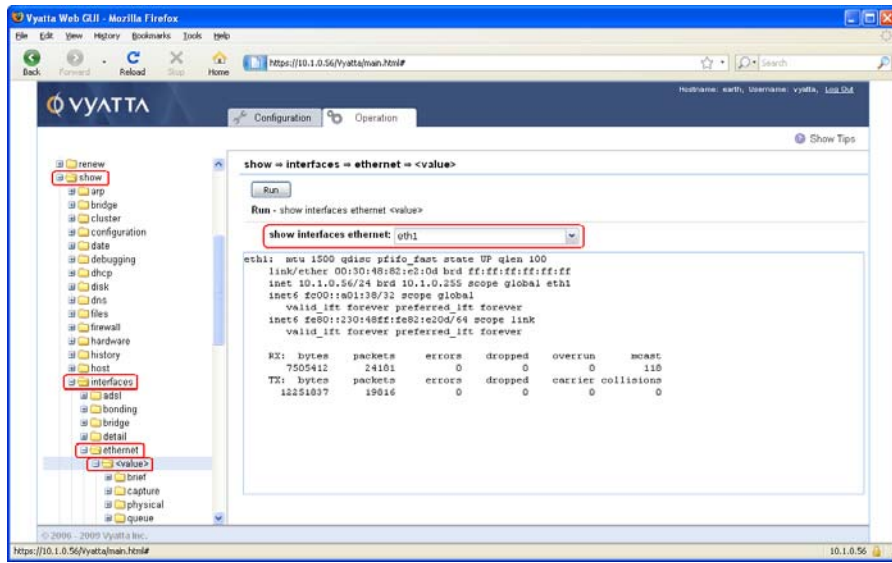 Vyatta Web GUI - Mozilla Firefox
File Edit View History Bookmarks Tools Help
Back Forward Reload Stop Home https://10.1.0.56/Vyatta/main.html# Search
Hostname: earth, Username: vyatta, Log Out
VYATTA
Configuration Operation
Show Tips
renew
show
arp
bridge
cluster
configuration
date
debugging
dhcp
disk
dns
files
firewall
hardware
history
host
interfaces
adsl
bonding
bridge
detail
ethernet
<value>
brief
capture
physical
queue
show ⇒ interfaces ⇒ ethernet ⇒ <value>
Run
Run - show interfaces ethernet <value>
show interfaces ethernet: eth1
eth1: mtu 1500 qdisc pfifo_fast state UP qlen 100
link/ether 00:30:48:82:e2:0d brd ff:ff:ff:ff:ff:ff
inet 10.1.0.56/24 brd 10.1.0.255 scope global eth1
inet6 fc00::a01:38/32 scope global
valid_lft forever preferred_lft forever
inet6 fe80::230:48ff:fe82:e20d/64 scope link
valid_lft forever preferred_lft forever
RX: bytes packets errors dropped overrun mcast
7505412 24181 0 0 0 118
TX: bytes packets errors dropped carrier collisions
12251837 19816 0 0 0 0
© 2006 - 2009 Vyatta Inc.
https://10.1.0.56/Vyatta/main.html# 10.1.0.56